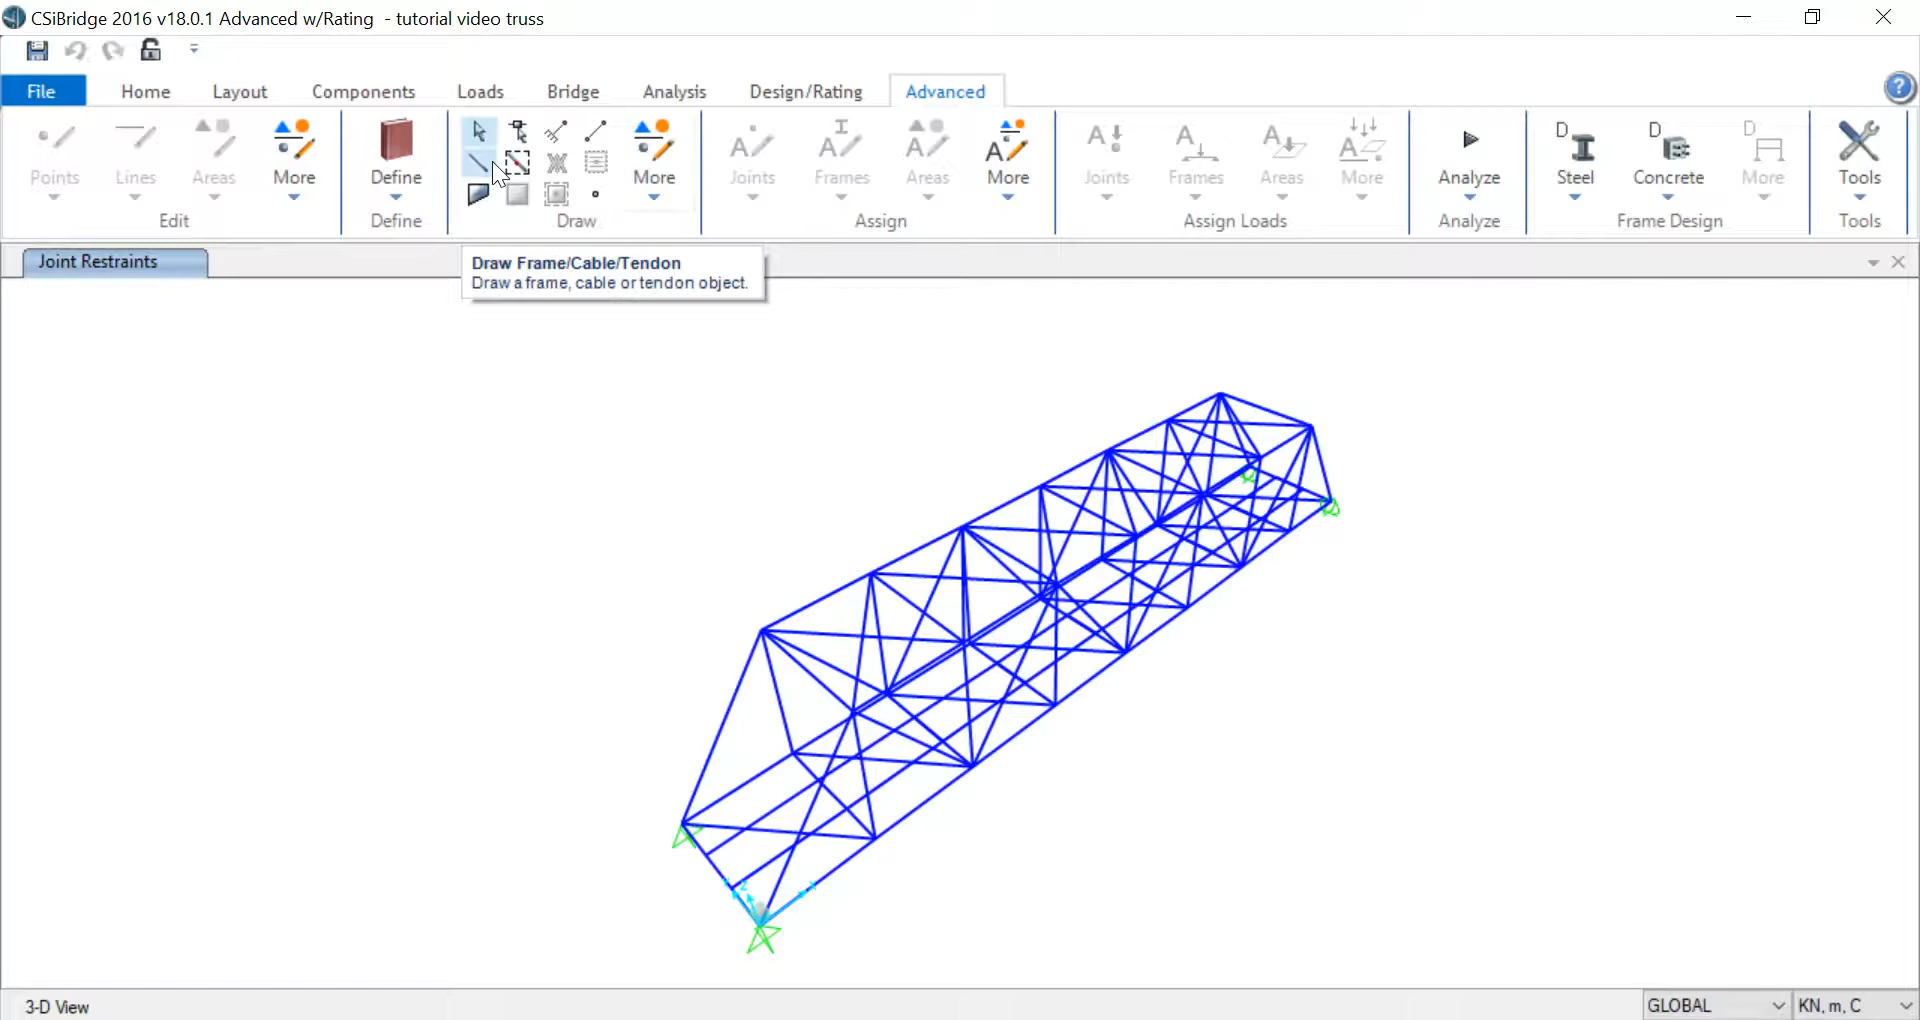 CSiBridge 2016 v18.0.1 Advanced w/Rating - tutorial video truss
File Home Layout Components Loads Bridge Analysis Design/Rating Advanced
Points Lines Areas More Define More Joints Frames Areas More Joints Frames Areas More Analyze Steel Concrete More Tools
Edit Define Draw Assign Assign Loads Analyze Frame Design Tools
Joint Restraints
Draw Frame/Cable/Tendon
Draw a frame, cable or tendon object.
3-D View GLOBAL KN, m, C